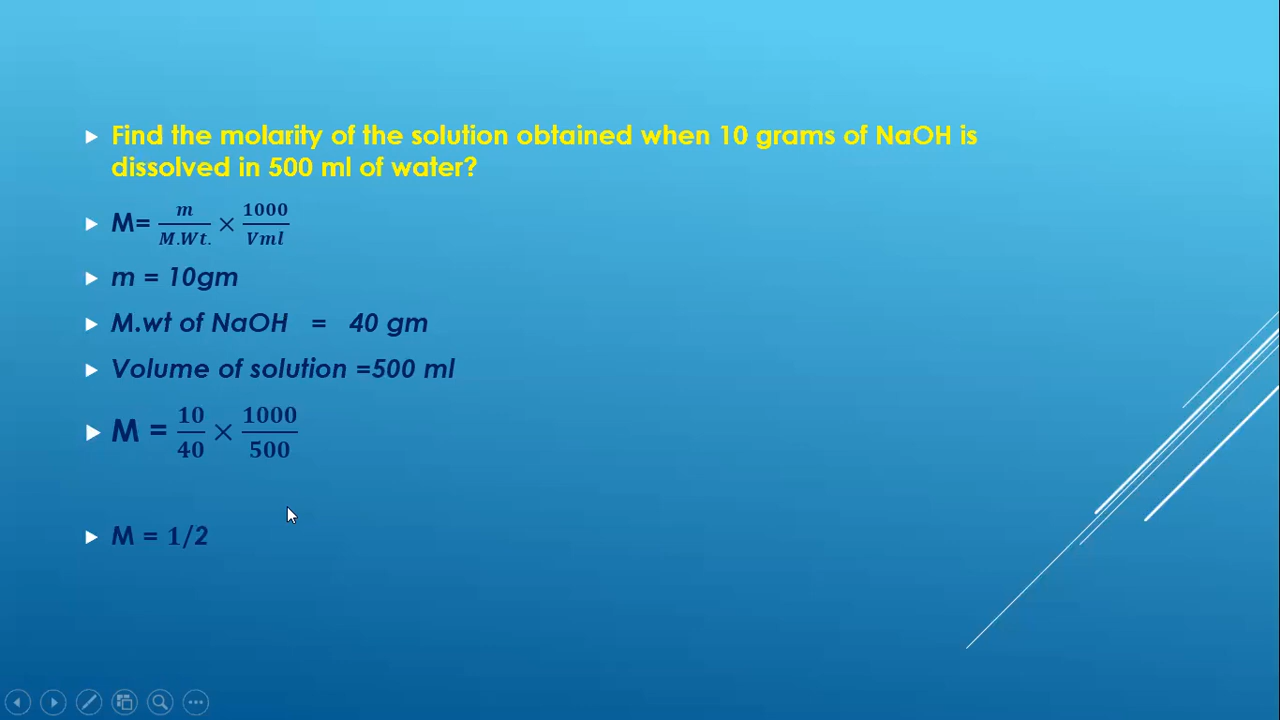 Find the molarity of the solution obtained when 10 grams of NaOH is
dissolved in 500 ml of water?
M= m/M.Wt. × 1000/Vml
m = 10gm
M.wt of NaOH = 40 gm
Volume of solution =500 ml
M = 10/40 × 1000/500
M = 1/2